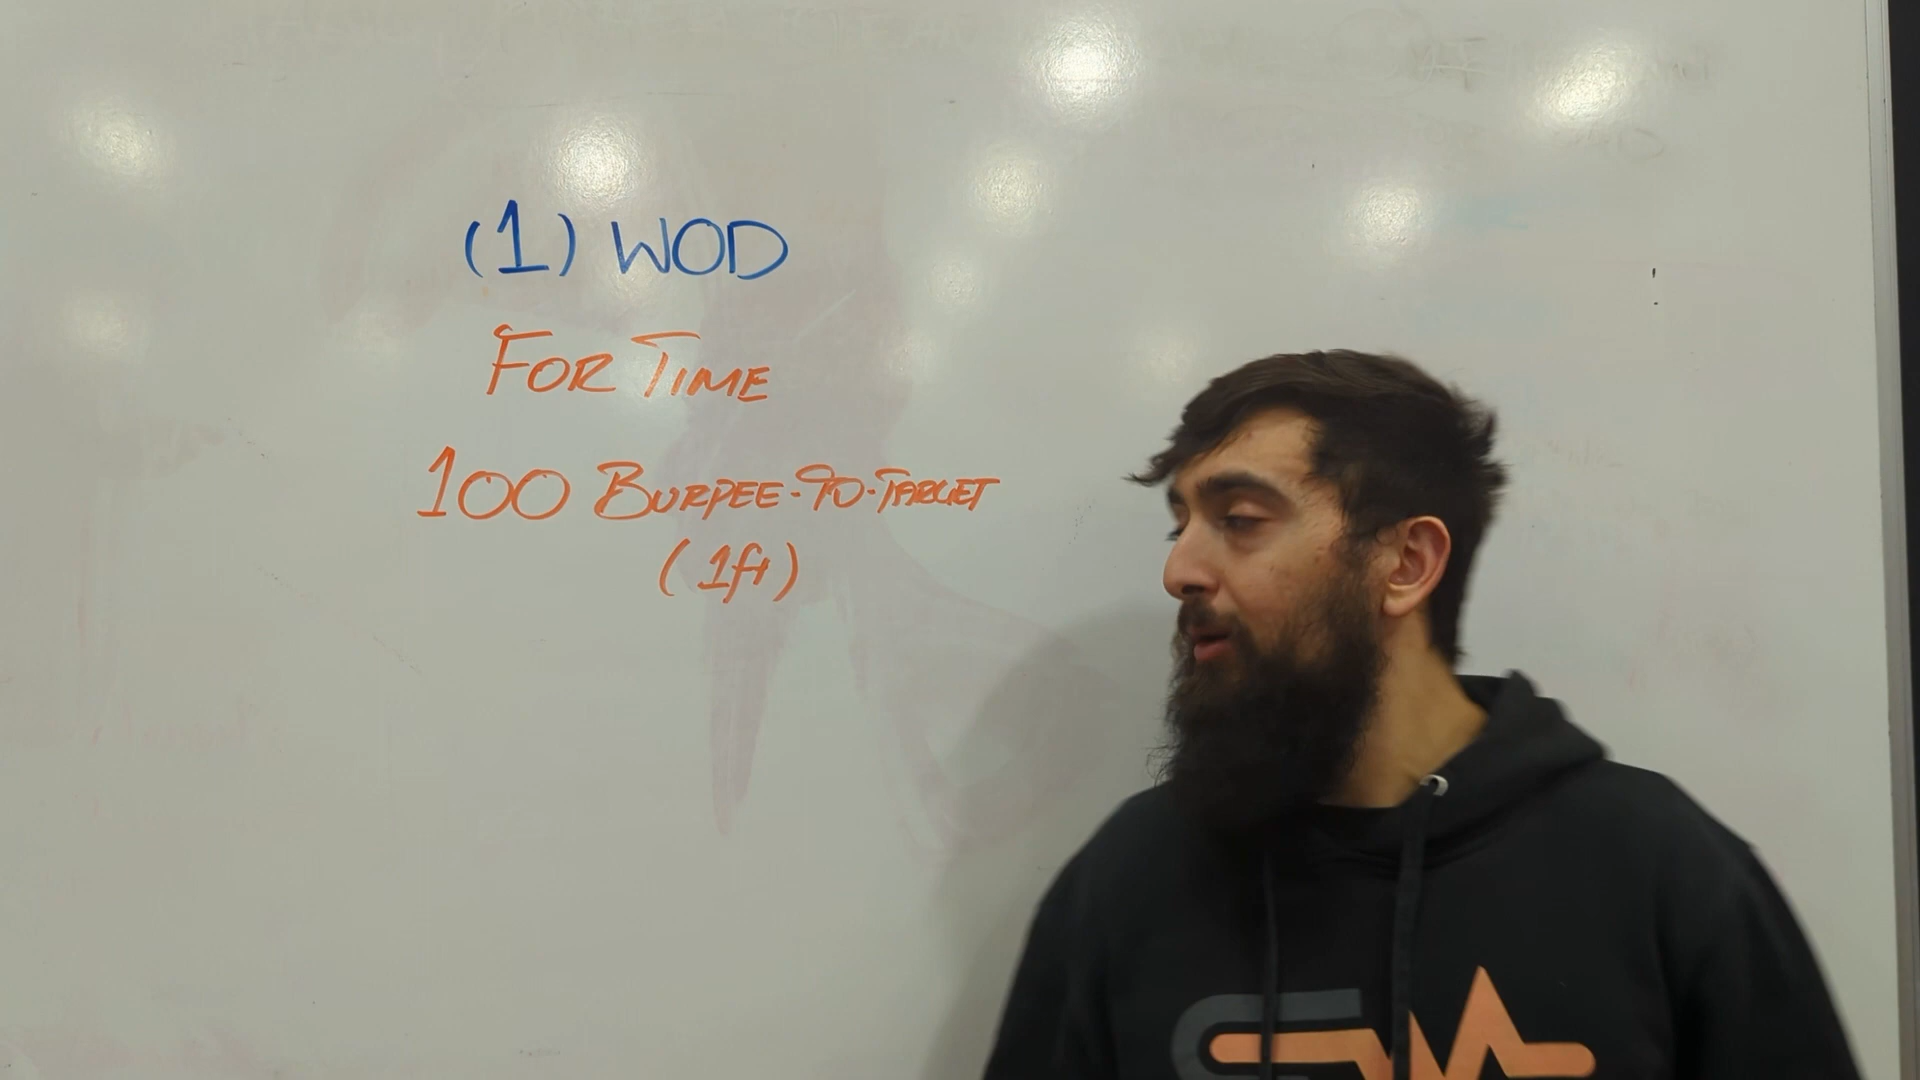 (1) WOD
FOR TIME
100 BURPEE-TO-TARGET
(1ft)